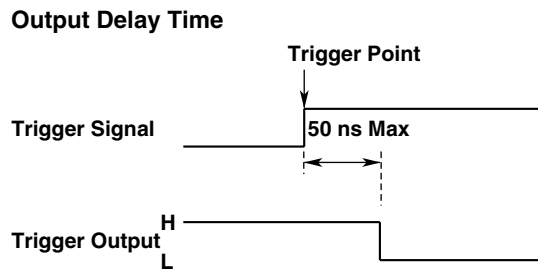 Output Delay Time
Trigger Point
Trigger Signal
50 ns Max
H
Trigger Output
L